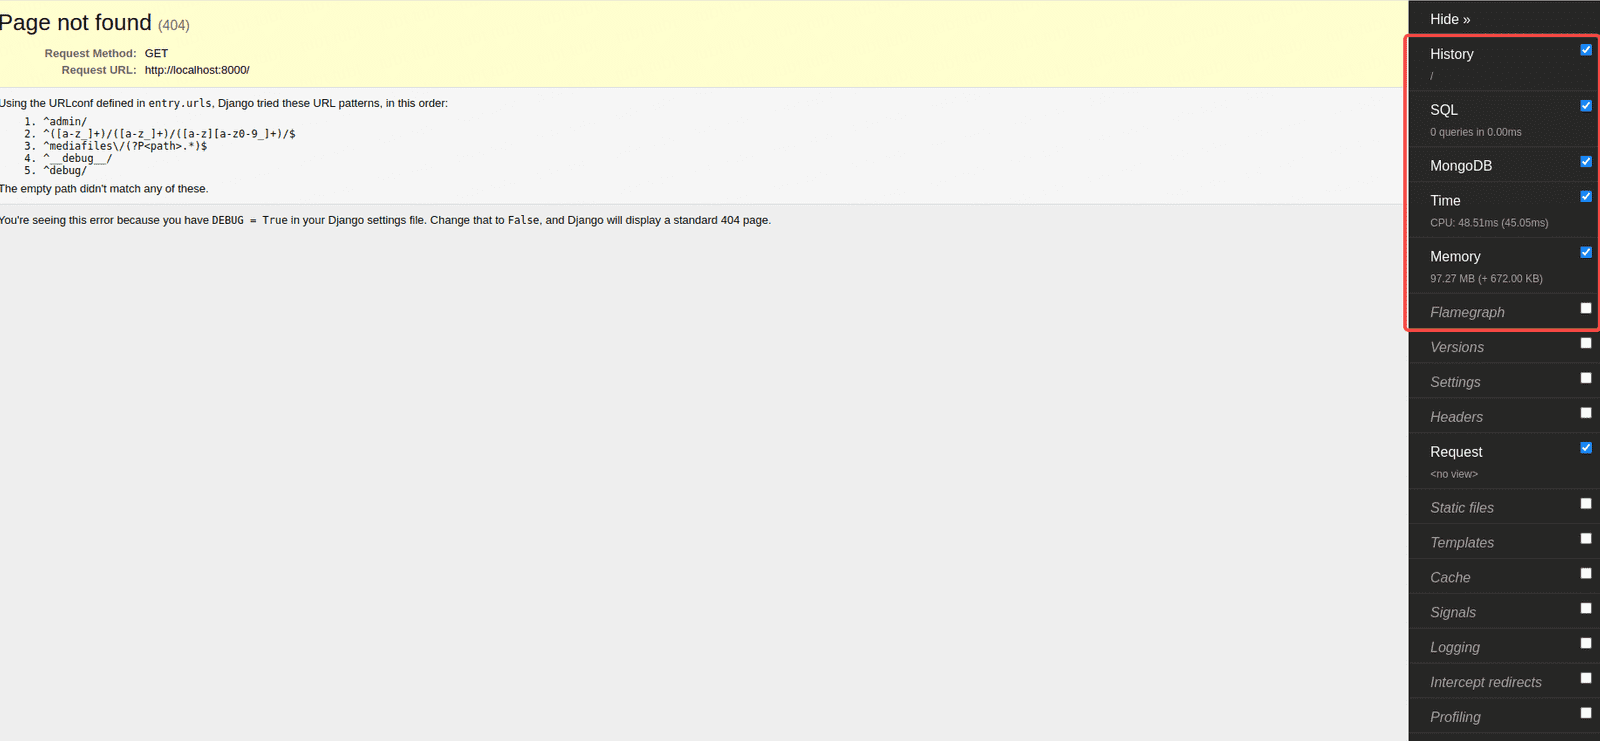 Page not found (404)
Request Method: GET
Request URL: http://localhost:8000/
Using the URLconf defined in entry.urls, Django tried these URL patterns, in this order:
1. ^admin/
2. ^([a-z_]+)/([a-z_]+)/([a-z][a-z0-9_]+)/$
3. ^mediafiles\/(?P<path>.*)$
4. ^__debug__/
5. ^debug/
The empty path didn't match any of these.
You're seeing this error because you have DEBUG = True in your Django settings file. Change that to False, and Django will display a standard 404 page.
Hide »
History
/
SQL
0 queries in 0.00ms
MongoDB
Time
CPU: 48.51ms (45.05ms)
Memory
97.27 MB (+ 672.00 KB)
Flamegraph
Versions
Settings
Headers
Request
<no view>
Static files
Templates
Cache
Signals
Logging
Intercept redirects
Profiling